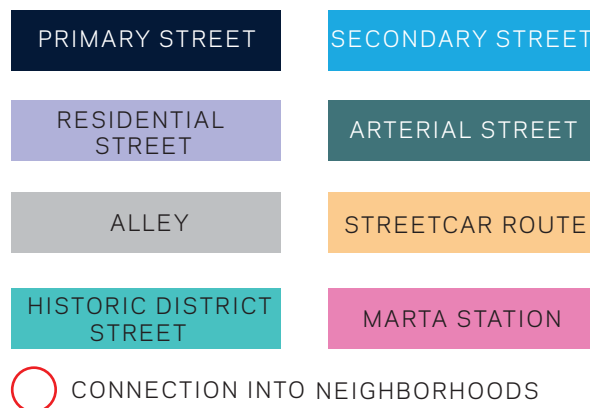 PRIMARY STREET
SECONDARY STREET
RESIDENTIAL
STREET
ARTERIAL STREET
ALLEY
STREETCAR ROUTE
HISTORIC DISTRICT
STREET
MARTA STATION
CONNECTION INTO NEIGHBORHOODS